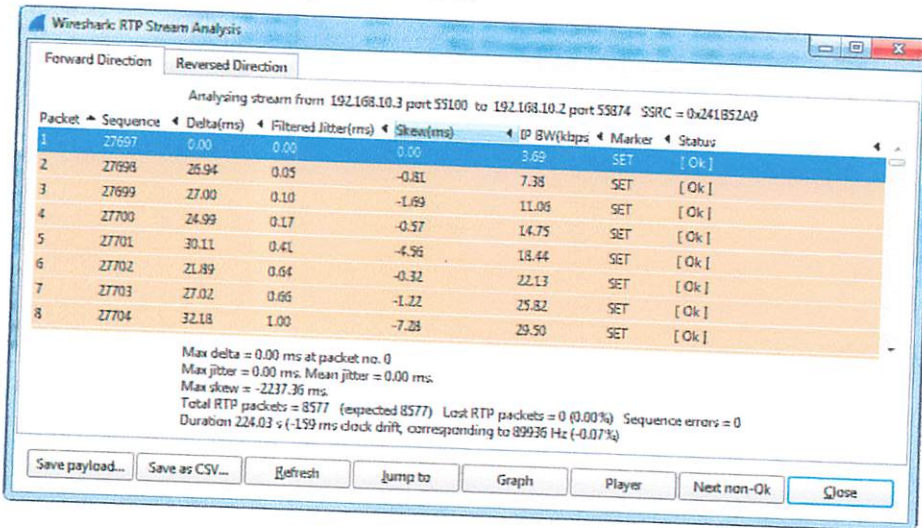 Wireshark: RTP Stream Analysis
Forward Direction Reversed Direction
Analysing stream from 192.168.10.3 port 55100 to 192.168.10.2 port 55874 SSRC = 0x241B52A9
Packet Sequence Delta(ms) Filtered Jitter(ms) Skew(ms) IP BW(kbps Marker Status
1 27697 0.00 0.00 0.00 3.69 SET [ Ok ]
2 27698 26.94 0.05 -0.81 7.38 SET [ Ok ]
3 27699 27.00 0.10 -1.69 11.06 SET [ Ok ]
4 27700 24.99 0.17 -0.57 14.75 SET [ Ok ]
5 27701 30.11 0.41 -4.56 18.44 SET [ Ok ]
6 27702 21.89 0.64 -0.32 22.13 SET [ Ok ]
7 27703 27.02 0.66 -1.22 25.82 SET [ Ok ]
8 27704 32.18 1.00 -7.28 29.50 SET [ Ok ]
Max delta = 0.00 ms at packet no. 0
Max jitter = 0.00 ms. Mean jitter = 0.00 ms.
Max skew = -2237.36 ms.
Total RTP packets = 8577 (expected 8577) Lost RTP packets = 0 (0.00%) Sequence errors = 0
Duration 224.03 s (-159 ms clock drift, corresponding to 89936 Hz (-0.07%)
Save payload... Save as CSV... Refresh Jump to Graph Player Next non-Ok Close